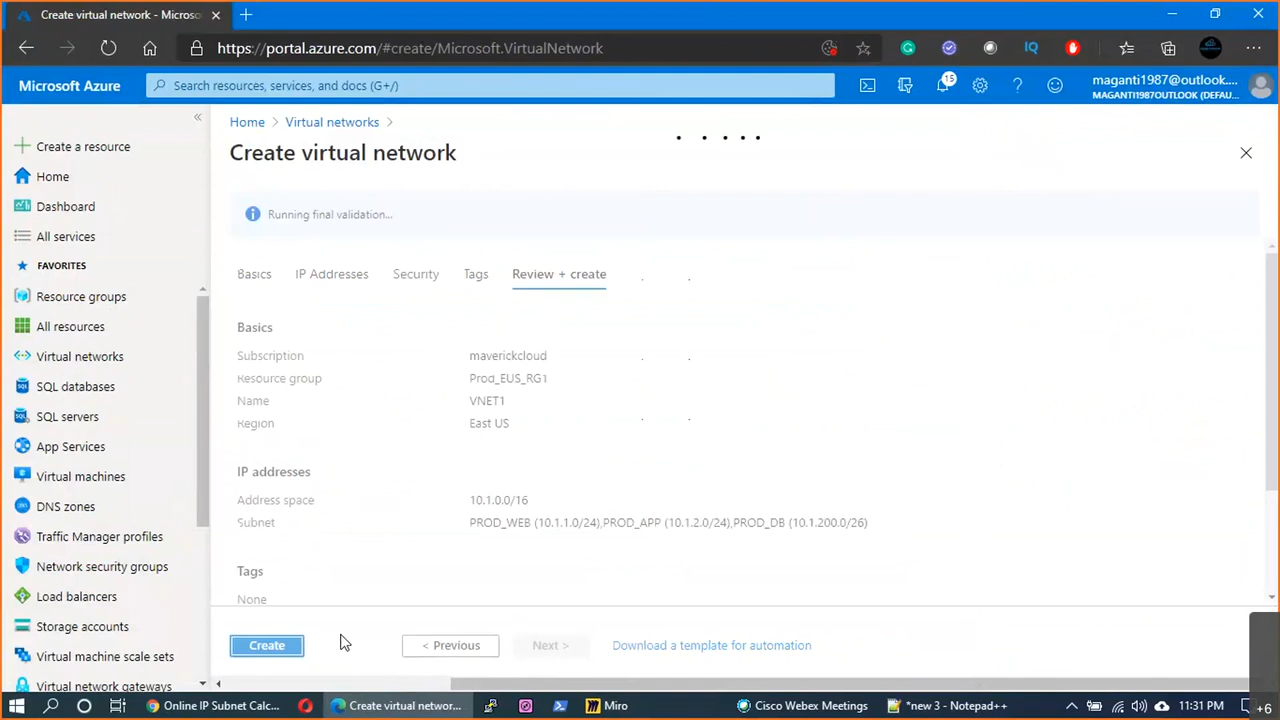 Create virtual network - Microso
https://portal.azure.com/#create/Microsoft.VirtualNetwork
IQ
Microsoft Azure
Search resources, services, and docs (G+/)
15
maganti1987@outlook....
MAGANTI1987OUTLOOK (DEFAU...
Home > Virtual networks >
Create virtual network
Running final validation...
Basics IP Addresses Security Tags Review + create
Basics
Subscription maverickcloud
Resource group Prod_EUS_RG1
Name VNET1
Region East US
IP addresses
Address space 10.1.0.0/16
Subnet PROD_WEB (10.1.1.0/24),PROD_APP (10.1.2.0/24),PROD_DB (10.1.200.0/26)
Tags
None
Create < Previous Next > Download a template for automation
Create a resource
Home
Dashboard
All services
FAVORITES
Resource groups
All resources
Virtual networks
SQL databases
SQL servers
App Services
Virtual machines
DNS zones
Traffic Manager profiles
Network security groups
Load balancers
Storage accounts
Virtual machine scale sets
Virtual network gateways
Online IP Subnet Calc...
Create virtual networ...
Miro
Cisco Webex Meetings
*new 3 - Notepad++
11:31 PM
+6